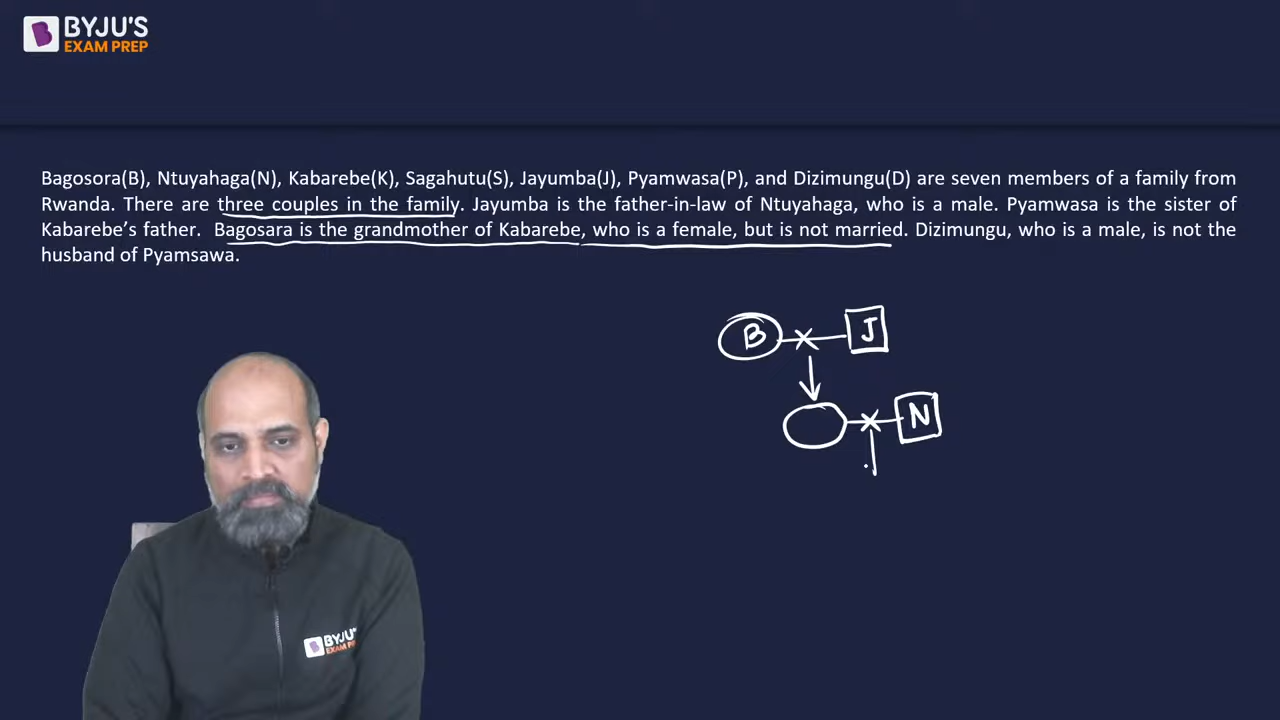 BYJU'S
EXAM PREP
Bagosora(B), Ntuyahaga(N), Kabarebe(K), Sagahutu(S), Jayumba(J), Pyamwasa(P), and Dizimungu(D) are seven members of a family from
Rwanda. There are three couples in the family. Jayumba is the father-in-law of Ntuyahaga, who is a male. Pyamwasa is the sister of
Kabarebe's father. Bagosara is the grandmother of Kabarebe, who is a female, but is not married. Dizimungu, who is a male, is not the
husband of Pyamsawa.
B J
N
BYJU'S
EXAM PREP